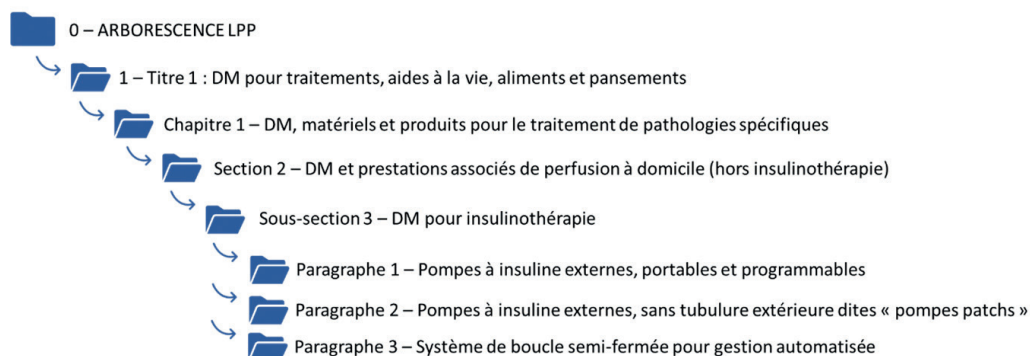 0 – ARBORESCENCE LPP
1 – Titre 1 : DM pour traitements, aides à la vie, aliments et pansements
Chapitre 1 – DM, matériels et produits pour le traitement de pathologies spécifiques
Section 2 – DM et prestations associés de perfusion à domicile (hors insulinothérapie)
Sous-section 3 – DM pour insulinothérapie
Paragraphe 1 – Pompes à insuline externes, portables et programmables
Paragraphe 2 – Pompes à insuline externes, sans tubulure extérieure dites « pompes patchs »
Paragraphe 3 – Système de boucle semi-fermée pour gestion automatisée